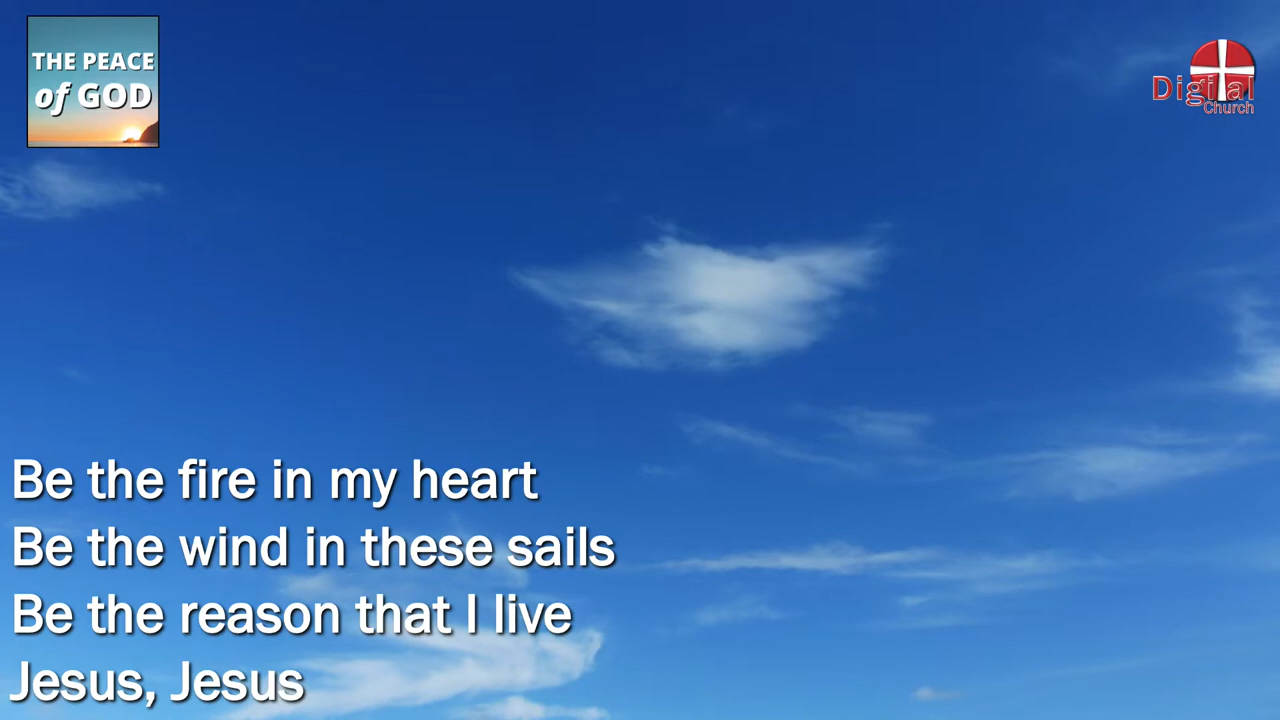 THE PEACE
of GOD
Digital
Church
Be the fire in my heart
Be the wind in these sails
Be the reason that I live
Jesus, Jesus